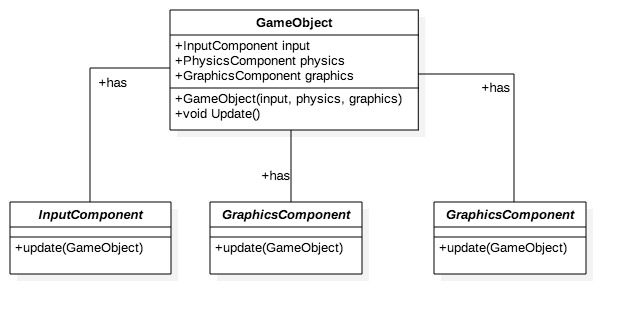 GameObject
+InputComponent input
+PhysicsComponent physics
+GraphicsComponent graphics
+GameObject(input, physics, graphics)
+void Update()
+has
+has
+has
InputComponent
+update(GameObject)
GraphicsComponent
+update(GameObject)
GraphicsComponent
+update(GameObject)